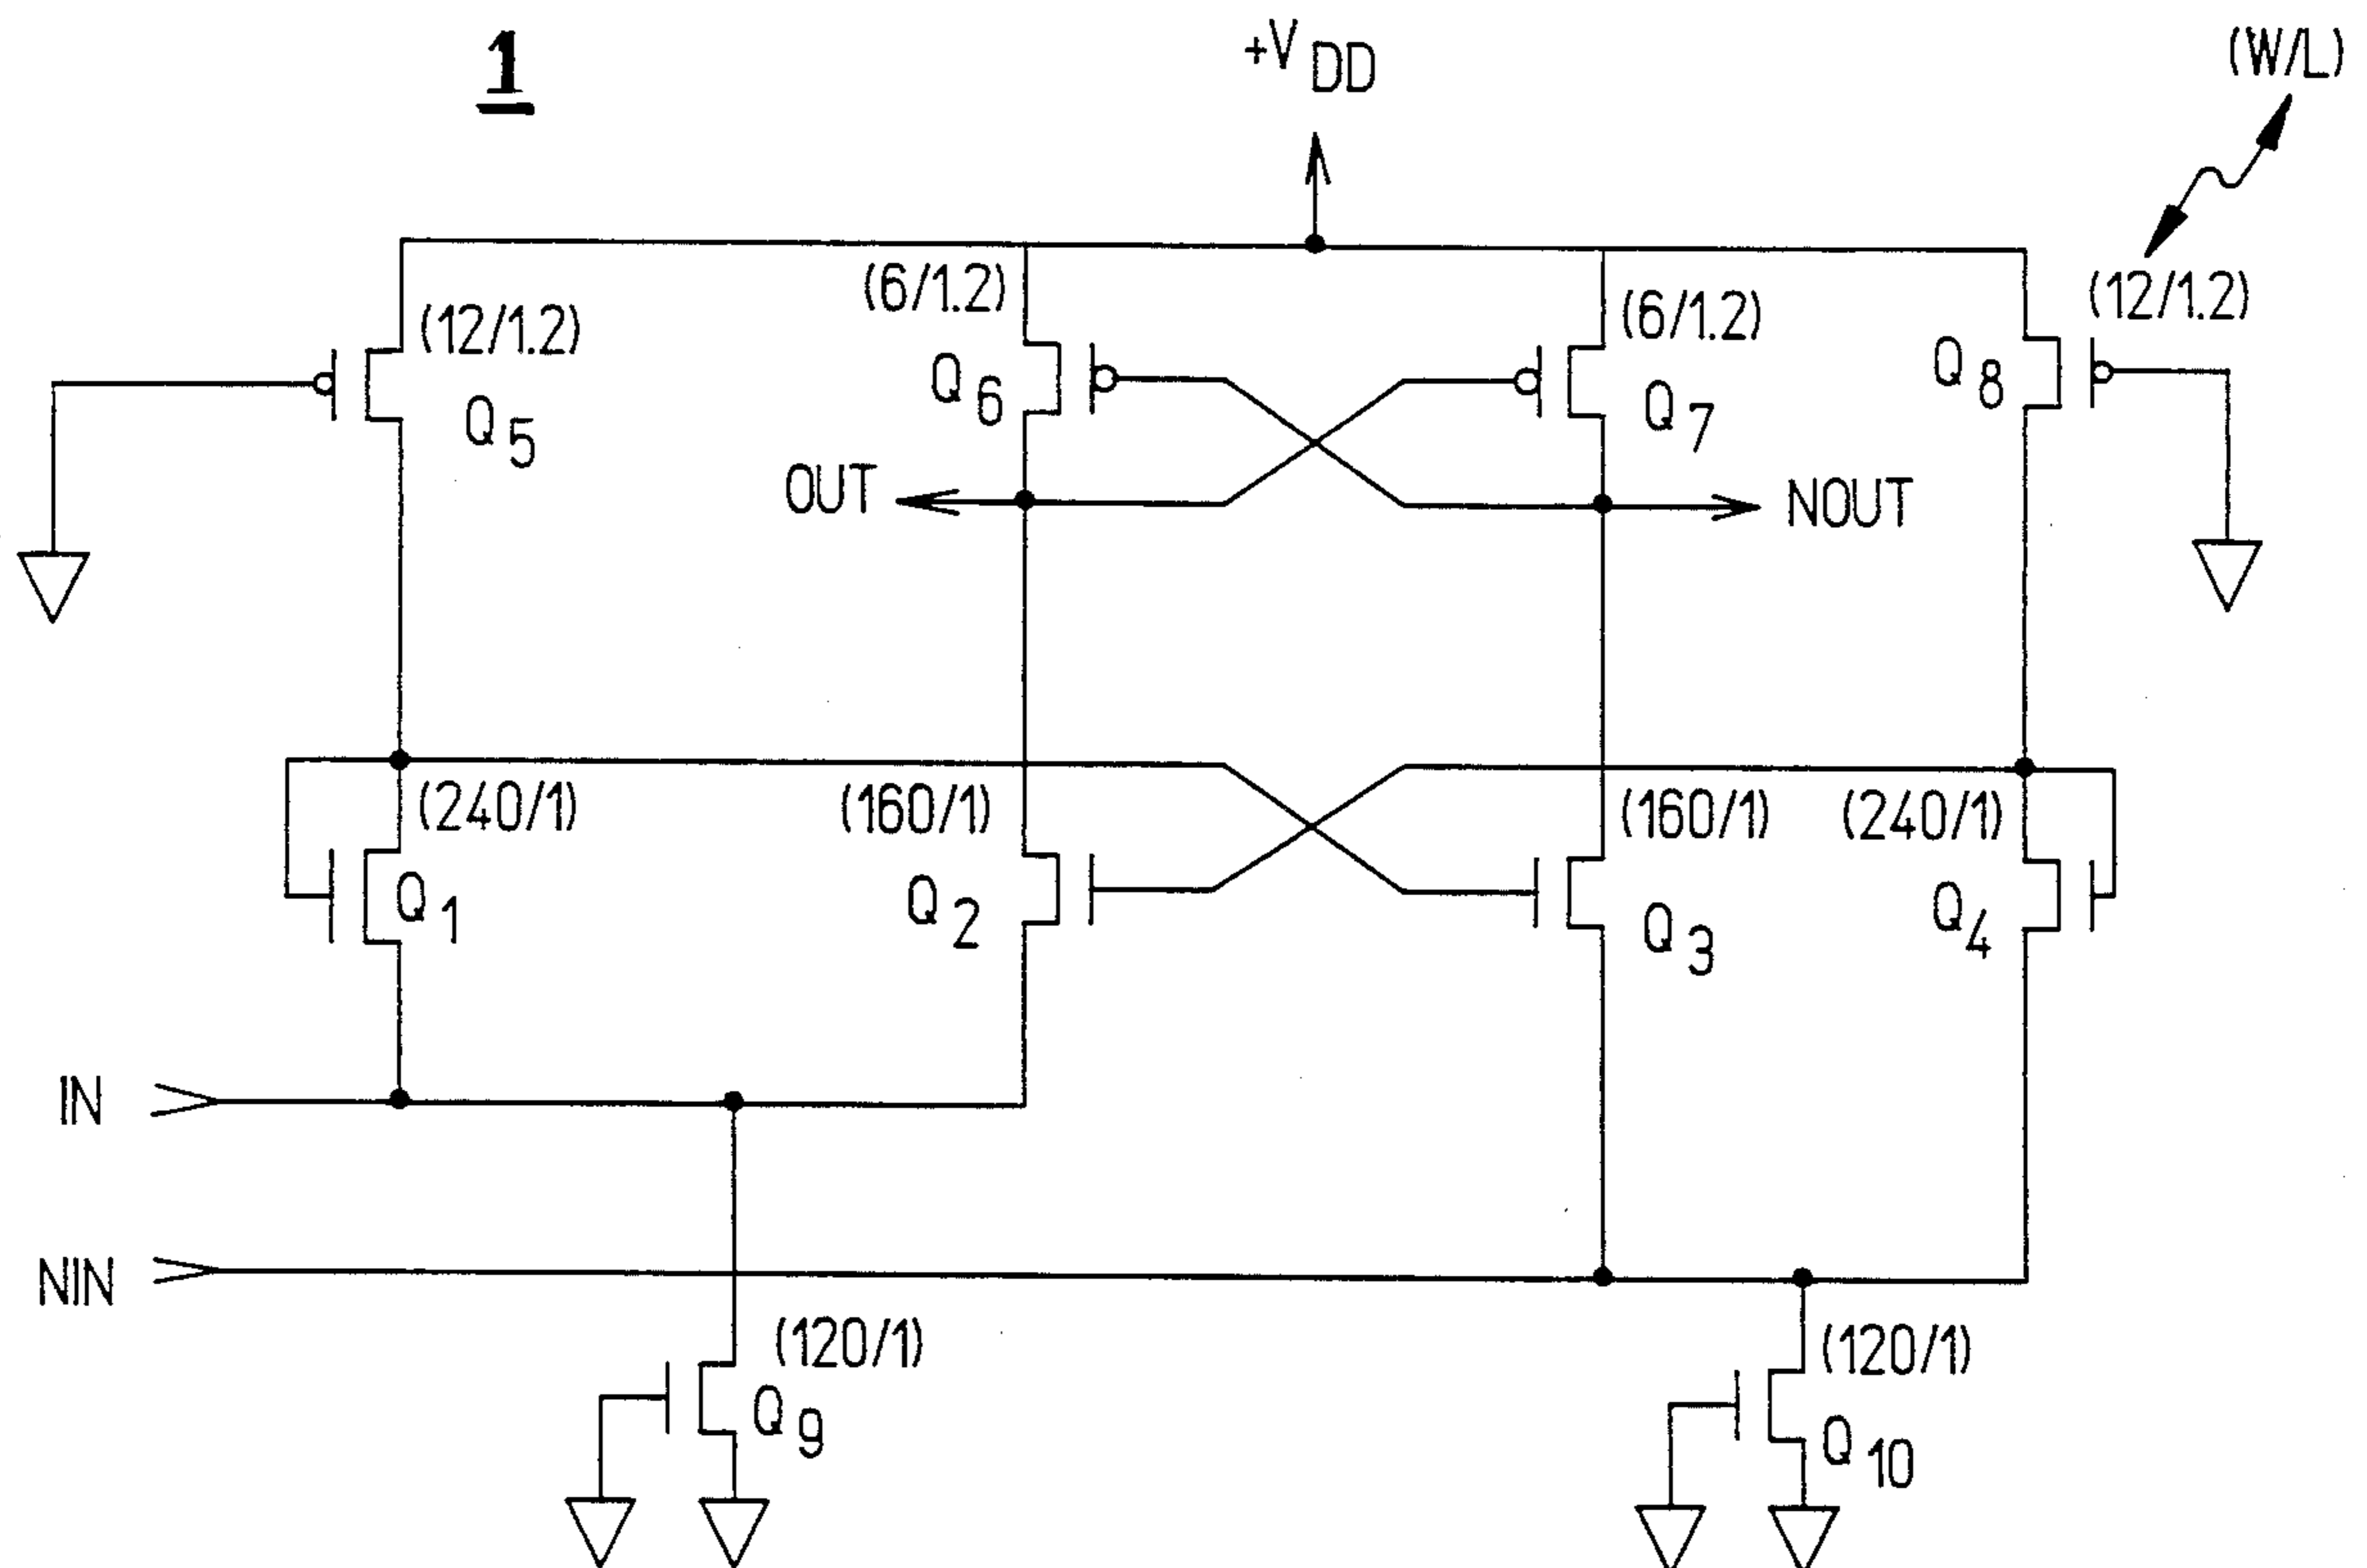 1
+VDD
(W/L)
(12/1.2)
Q5
(6/1.2)
Q6
(6/1.2)
Q7
(12/1.2)
Q8
OUT
NOUT
(240/1)
Q1
(160/1)
Q2
(160/1)
Q3
(240/1)
Q4
IN
NIN
(120/1)
Q9
(120/1)
Q10